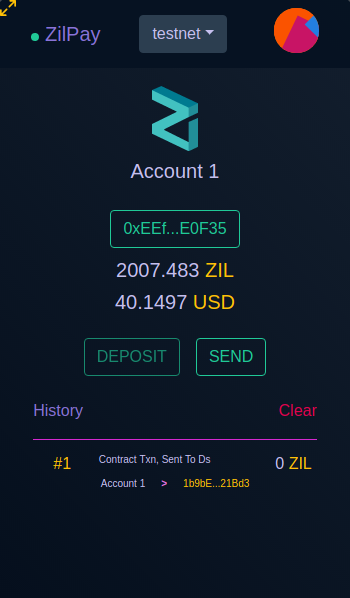 ZilPay testnet
Account 1
0xEEf...E0F35
2007.483 ZIL
40.1497 USD
DEPOSIT SEND
History Clear
#1 Contract Txn, Sent To Ds 0 ZIL
Account 1 > 1b9bE...21Bd3